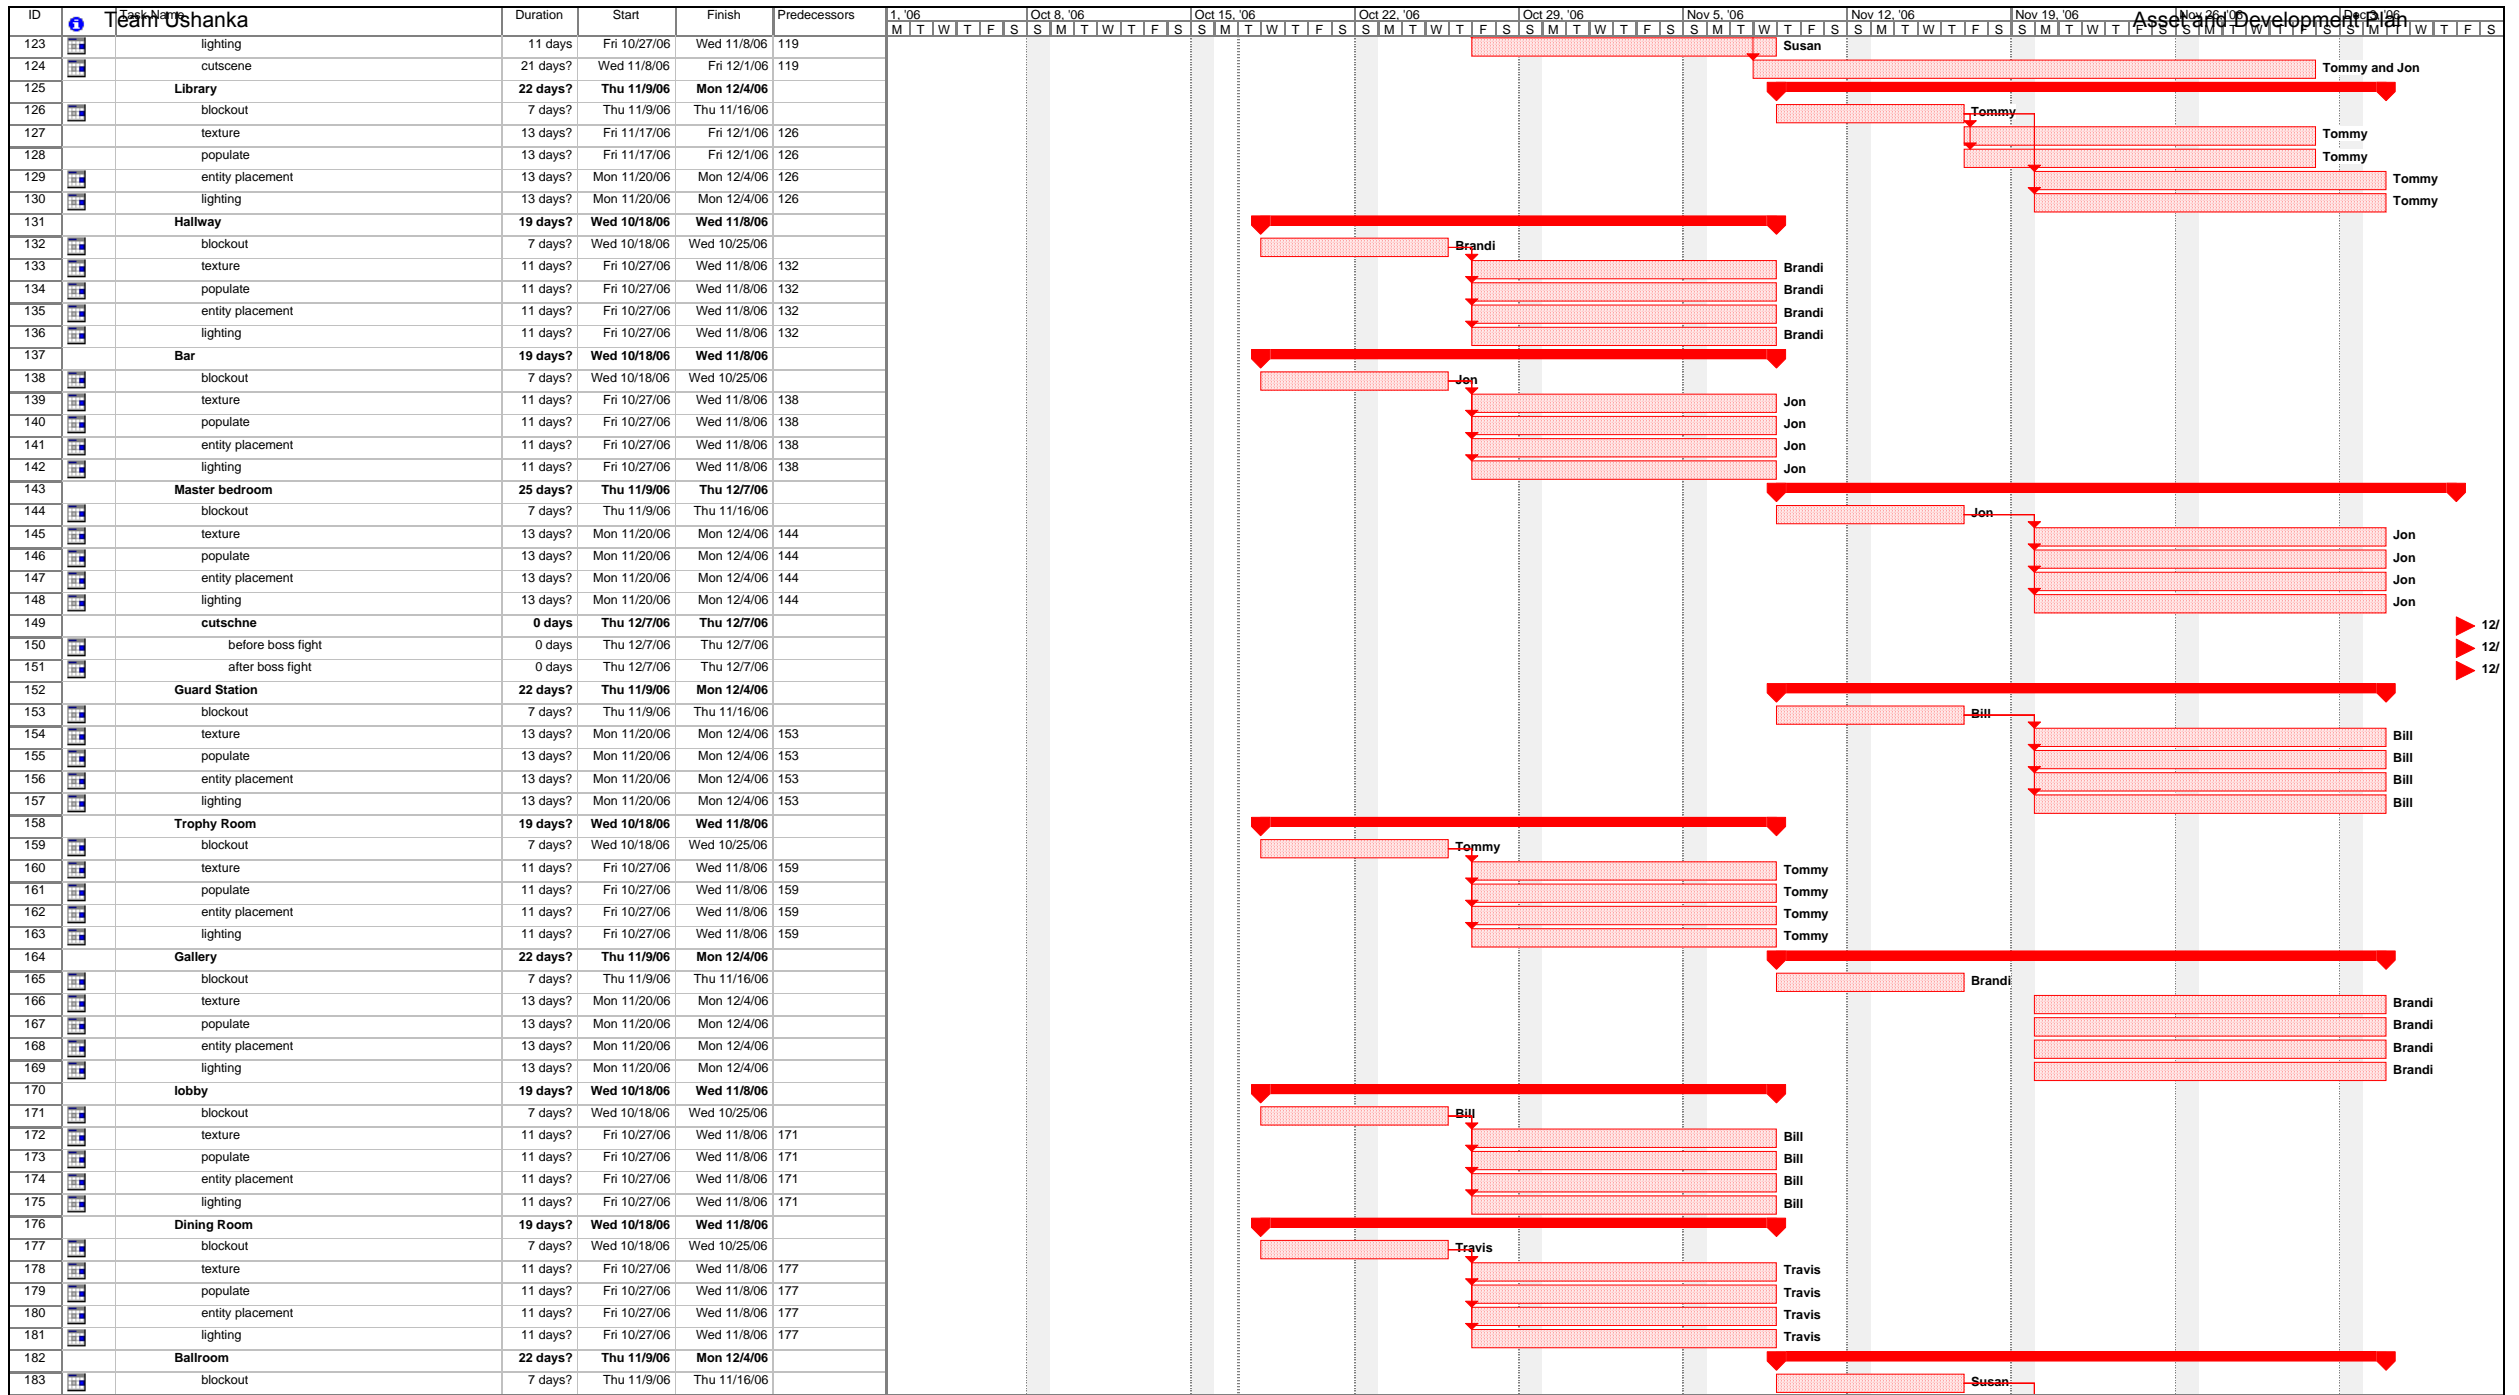 Team Ushanka Asset and Development Plan
ID Task Name Duration Start Finish Predecessors 1, '06 Oct 8, '06 Oct 15, '06 Oct 22, '06 Oct 29, '06 Nov 5, '06 Nov 12, '06 Nov 19, '06 Nov 26, '06 Dec 3, '06
M T W T F S S M T W T F S S M T W T F S S M T W T F S S M T W T F S S M T W T F S S M T W T F S S M T W T F S S M T W T F S S M T W T F S
123 lighting 11 days Fri 10/27/06 Wed 11/8/06 119 Susan
124 cutscene 21 days? Wed 11/8/06 Fri 12/1/06 119 Tommy and Jon
125 Library 22 days? Thu 11/9/06 Mon 12/4/06
126 blockout 7 days? Thu 11/9/06 Thu 11/16/06 Tommy
127 texture 13 days? Fri 11/17/06 Fri 12/1/06 126 Tommy
128 populate 13 days? Fri 11/17/06 Fri 12/1/06 126 Tommy
129 entity placement 13 days? Mon 11/20/06 Mon 12/4/06 126 Tommy
130 lighting 13 days? Mon 11/20/06 Mon 12/4/06 126 Tommy
131 Hallway 19 days? Wed 10/18/06 Wed 11/8/06
132 blockout 7 days? Wed 10/18/06 Wed 10/25/06 Brandi
133 texture 11 days? Fri 10/27/06 Wed 11/8/06 132 Brandi
134 populate 11 days? Fri 10/27/06 Wed 11/8/06 132 Brandi
135 entity placement 11 days? Fri 10/27/06 Wed 11/8/06 132 Brandi
136 lighting 11 days? Fri 10/27/06 Wed 11/8/06 132 Brandi
137 Bar 19 days? Wed 10/18/06 Wed 11/8/06
138 blockout 7 days? Wed 10/18/06 Wed 10/25/06 Jon
139 texture 11 days? Fri 10/27/06 Wed 11/8/06 138 Jon
140 populate 11 days? Fri 10/27/06 Wed 11/8/06 138 Jon
141 entity placement 11 days? Fri 10/27/06 Wed 11/8/06 138 Jon
142 lighting 11 days? Fri 10/27/06 Wed 11/8/06 138 Jon
143 Master bedroom 25 days? Thu 11/9/06 Thu 12/7/06
144 blockout 7 days? Thu 11/9/06 Thu 11/16/06 Jon
145 texture 13 days? Mon 11/20/06 Mon 12/4/06 144 Jon
146 populate 13 days? Mon 11/20/06 Mon 12/4/06 144 Jon
147 entity placement 13 days? Mon 11/20/06 Mon 12/4/06 144 Jon
148 lighting 13 days? Mon 11/20/06 Mon 12/4/06 144 Jon
149 cutschne 0 days Thu 12/7/06 Thu 12/7/06 12/
150 before boss fight 0 days Thu 12/7/06 Thu 12/7/06 12/
151 after boss fight 0 days Thu 12/7/06 Thu 12/7/06 12/
152 Guard Station 22 days? Thu 11/9/06 Mon 12/4/06
153 blockout 7 days? Thu 11/9/06 Thu 11/16/06 Bill
154 texture 13 days? Mon 11/20/06 Mon 12/4/06 153 Bill
155 populate 13 days? Mon 11/20/06 Mon 12/4/06 153 Bill
156 entity placement 13 days? Mon 11/20/06 Mon 12/4/06 153 Bill
157 lighting 13 days? Mon 11/20/06 Mon 12/4/06 153 Bill
158 Trophy Room 19 days? Wed 10/18/06 Wed 11/8/06
159 blockout 7 days? Wed 10/18/06 Wed 10/25/06 Tommy
160 texture 11 days? Fri 10/27/06 Wed 11/8/06 159 Tommy
161 populate 11 days? Fri 10/27/06 Wed 11/8/06 159 Tommy
162 entity placement 11 days? Fri 10/27/06 Wed 11/8/06 159 Tommy
163 lighting 11 days? Fri 10/27/06 Wed 11/8/06 159 Tommy
164 Gallery 22 days? Thu 11/9/06 Mon 12/4/06
165 blockout 7 days? Thu 11/9/06 Thu 11/16/06 Brandi
166 texture 13 days? Mon 11/20/06 Mon 12/4/06 Brandi
167 populate 13 days? Mon 11/20/06 Mon 12/4/06 Brandi
168 entity placement 13 days? Mon 11/20/06 Mon 12/4/06 Brandi
169 lighting 13 days? Mon 11/20/06 Mon 12/4/06 Brandi
170 lobby 19 days? Wed 10/18/06 Wed 11/8/06
171 blockout 7 days? Wed 10/18/06 Wed 10/25/06 Bill
172 texture 11 days? Fri 10/27/06 Wed 11/8/06 171 Bill
173 populate 11 days? Fri 10/27/06 Wed 11/8/06 171 Bill
174 entity placement 11 days? Fri 10/27/06 Wed 11/8/06 171 Bill
175 lighting 11 days? Fri 10/27/06 Wed 11/8/06 171 Bill
176 Dining Room 19 days? Wed 10/18/06 Wed 11/8/06
177 blockout 7 days? Wed 10/18/06 Wed 10/25/06 Travis
178 texture 11 days? Fri 10/27/06 Wed 11/8/06 177 Travis
179 populate 11 days? Fri 10/27/06 Wed 11/8/06 177 Travis
180 entity placement 11 days? Fri 10/27/06 Wed 11/8/06 177 Travis
181 lighting 11 days? Fri 10/27/06 Wed 11/8/06 177 Travis
182 Ballroom 22 days? Thu 11/9/06 Mon 12/4/06
183 blockout 7 days? Thu 11/9/06 Thu 11/16/06 Susan